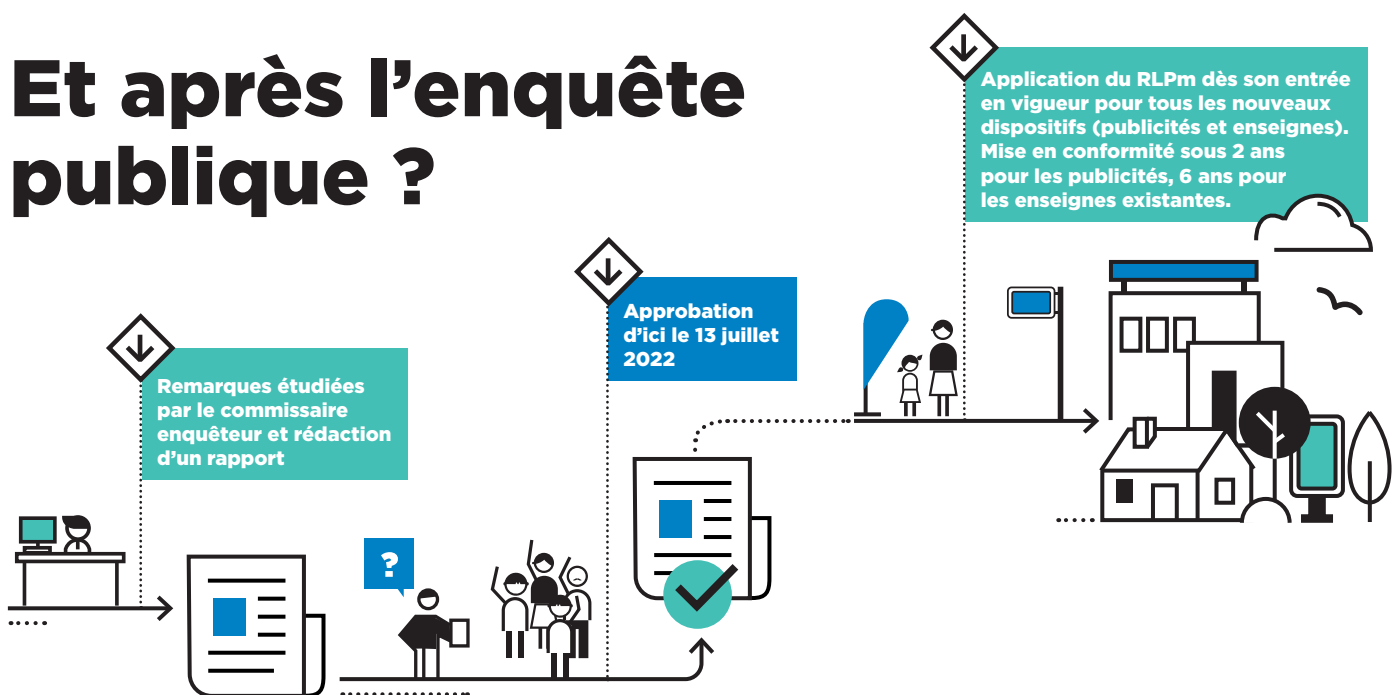 Et après l’enquête
publique ?
Remarques étudiées
par le commissaire
enquêteur et rédaction
d’un rapport
?
Approbation
d’ici le 13 juillet
2022
Application du RLPm dès son entrée
en vigueur pour tous les nouveaux
dispositifs (publicités et enseignes).
Mise en conformité sous 2 ans
pour les publicités, 6 ans pour
les enseignes existantes.